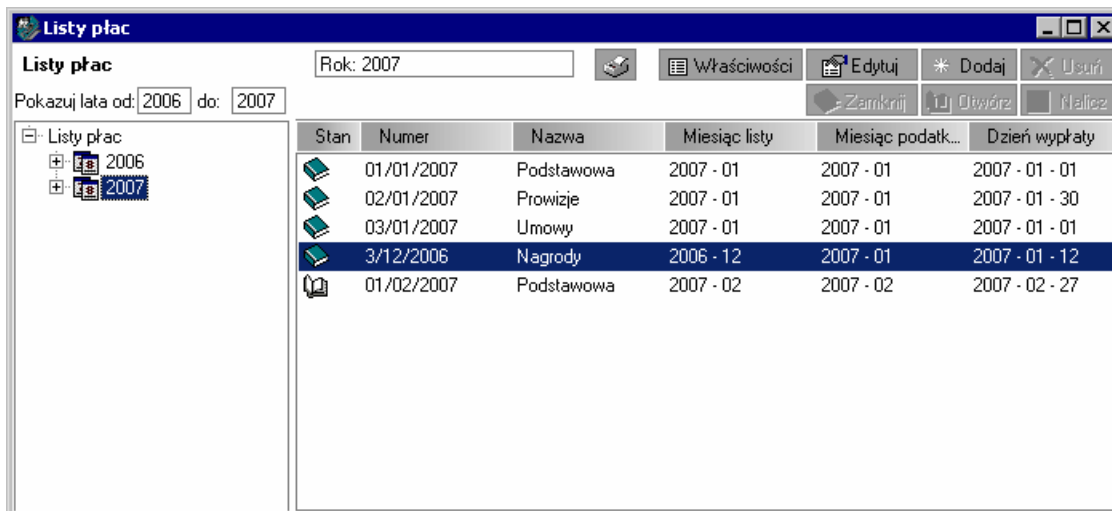 Listy płac
Listy płac Rok: 2007 Właściwości Edytuj Dodaj Usuń
Pokazuj lata od: 2006 do: 2007 Zamknij Otwórz Nalicz
Listy płac
2006
2007
Stan Numer Nazwa Miesiąc listy Miesiąc podatk... Dzień wypłaty
01/01/2007 Podstawowa 2007 - 01 2007 - 01 2007 - 01 - 01
02/01/2007 Prowizje 2007 - 01 2007 - 01 2007 - 01 - 30
03/01/2007 Umowy 2007 - 01 2007 - 01 2007 - 01 - 01
3/12/2006 Nagrody 2006 - 12 2007 - 01 2007 - 01 - 12
01/02/2007 Podstawowa 2007 - 02 2007 - 02 2007 - 02 - 27